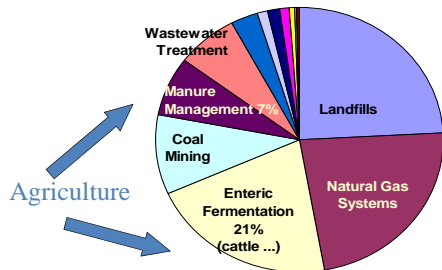 Wastewater
Treatment
Manure
Management 7%
Landfills
Coal
Mining
Agriculture
Enteric
Fermentation
21%
(cattle ...)
Natural Gas
Systems